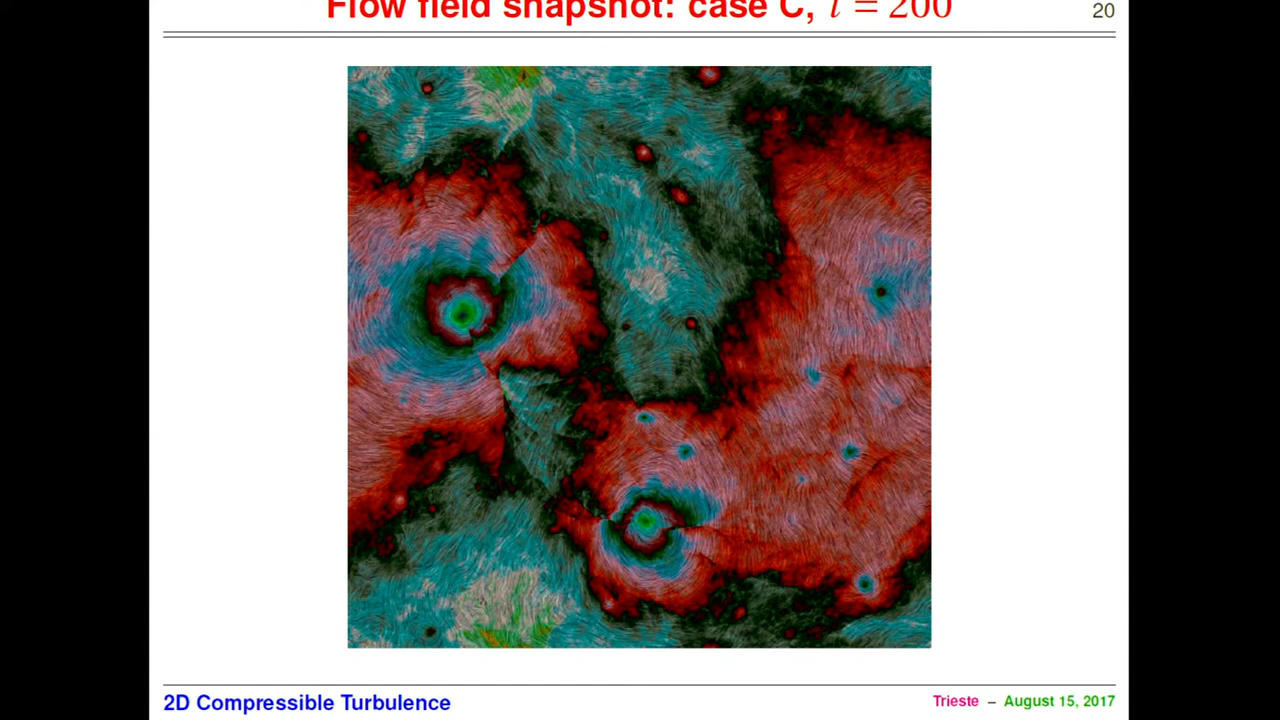 Flow field snapshot: case C, t = 200
20
2D Compressible Turbulence
Trieste – August 15, 2017